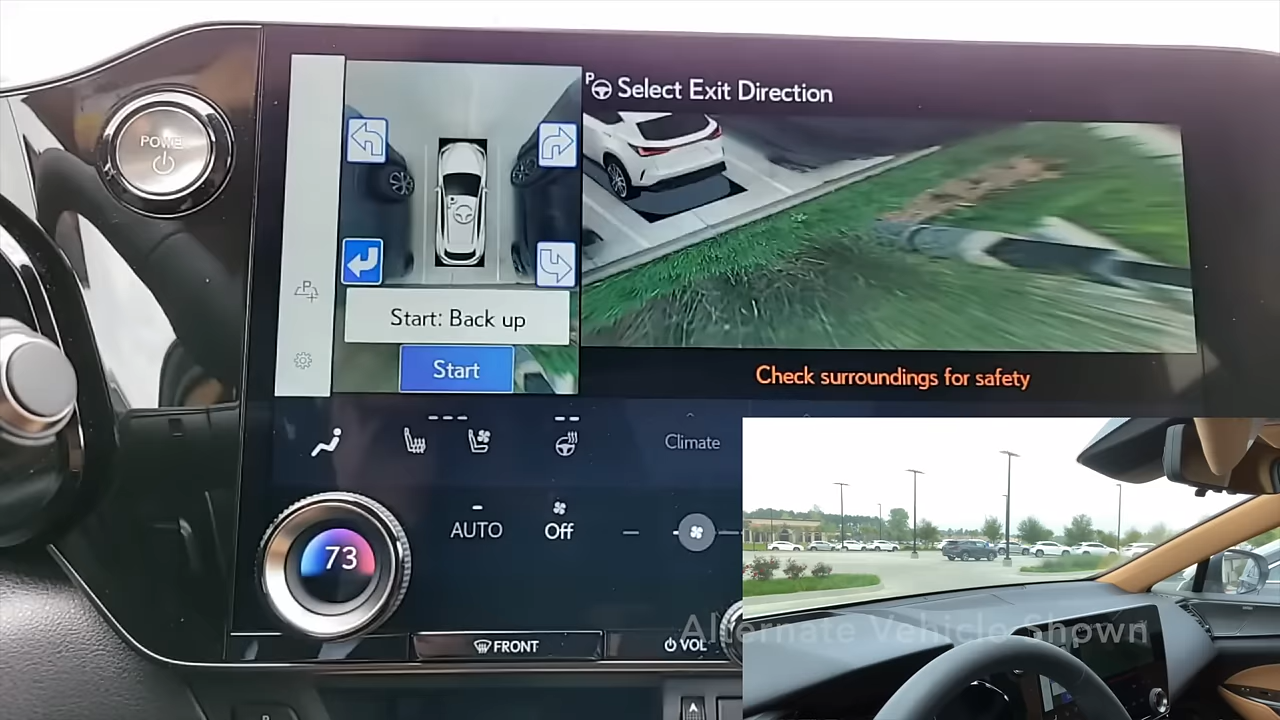 POWER
P Select Exit Direction
Start: Back up
Start
Check surroundings for safety
Climate
AUTO
Off
73
FRONT
VOL
Alternate Vehicle Shown
P